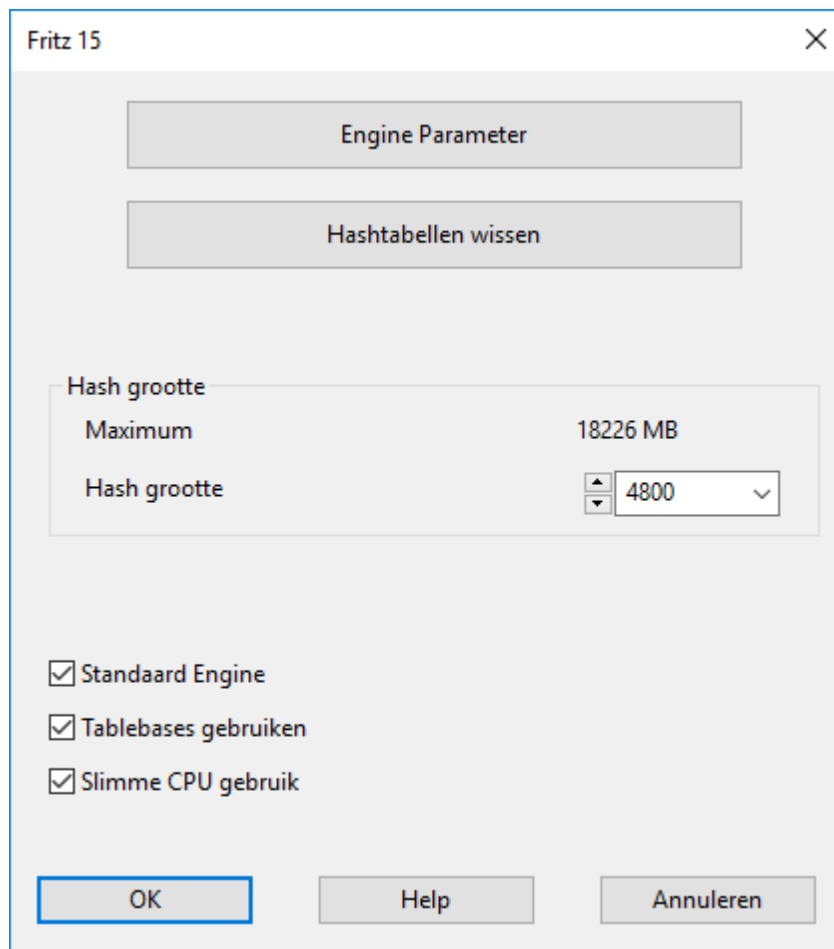 Fritz 15
Engine Parameter
Hashtabellen wissen
Hash grootte
Maximum 18226 MB
Hash grootte 4800
Standaard Engine
Tablebases gebruiken
Slimme CPU gebruik
OK Help Annuleren